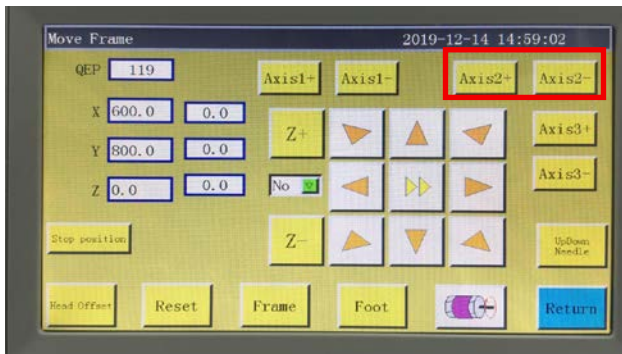 Move Frame 2019-12-14 14:59:02
QEP 119 Axis1+ Axis1- Axis2+ Axis2-
X 600.0 0.0 Z+ Axis3+
Y 800.0 0.0
Z 0.0 0.0 No Axis3-
Stop position Z- UpDown
Needle
Head Offset Reset Frame Foot Return